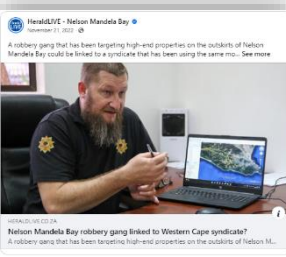 HeraldLIVE - Nelson Mandela Bay
November 21, 2022
A robbery gang that has been targeting high-end properties on the outskirts of Nelson
Mandela Bay could be linked to a syndicate that has been using the same mo... See more
HERALDLIVE.CO.ZA
Nelson Mandela Bay robbery gang linked to Western Cape syndicate?
A robbery gang that has been targeting high-end properties on the outskirts of Nelson M...